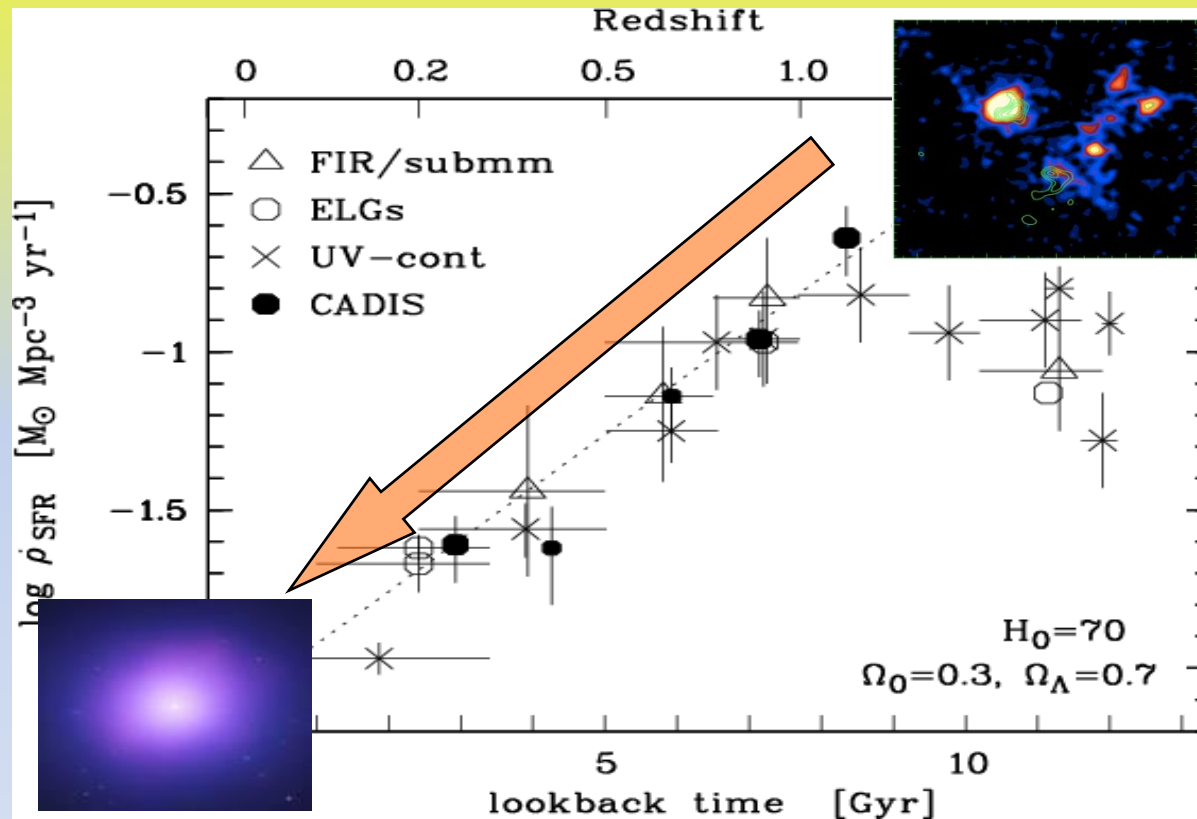 Redshift
0 0.2 0.5 1.0
FIR/submm
ELGs
UV-cont
CADIS
-0.5
-1
-1.5
log ρ̇SFR [M⊙ Mpc⁻³ yr⁻¹]
H₀=70
Ω₀=0.3, Ω_Λ=0.7
5 10
lookback time [Gyr]